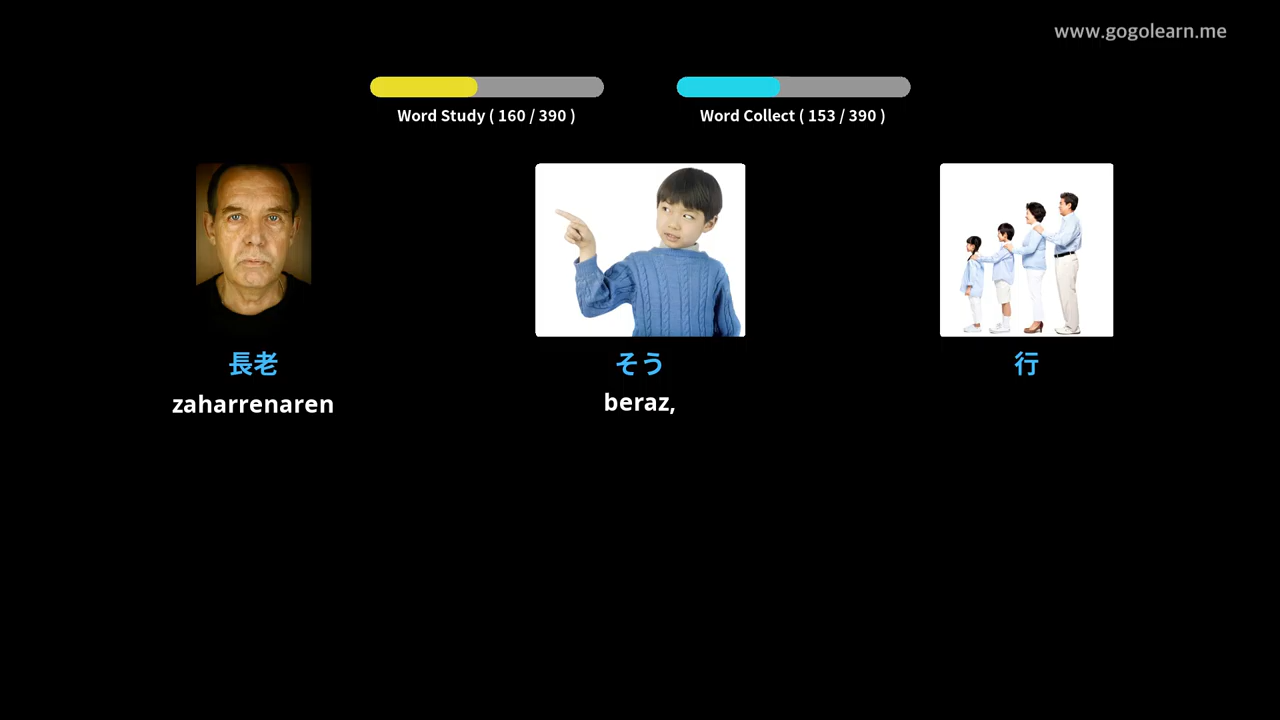 www.gogolearn.me
Word Study ( 160 / 390 )
Word Collect ( 153 / 390 )
長老
そう
行
zaharrenaren
beraz,